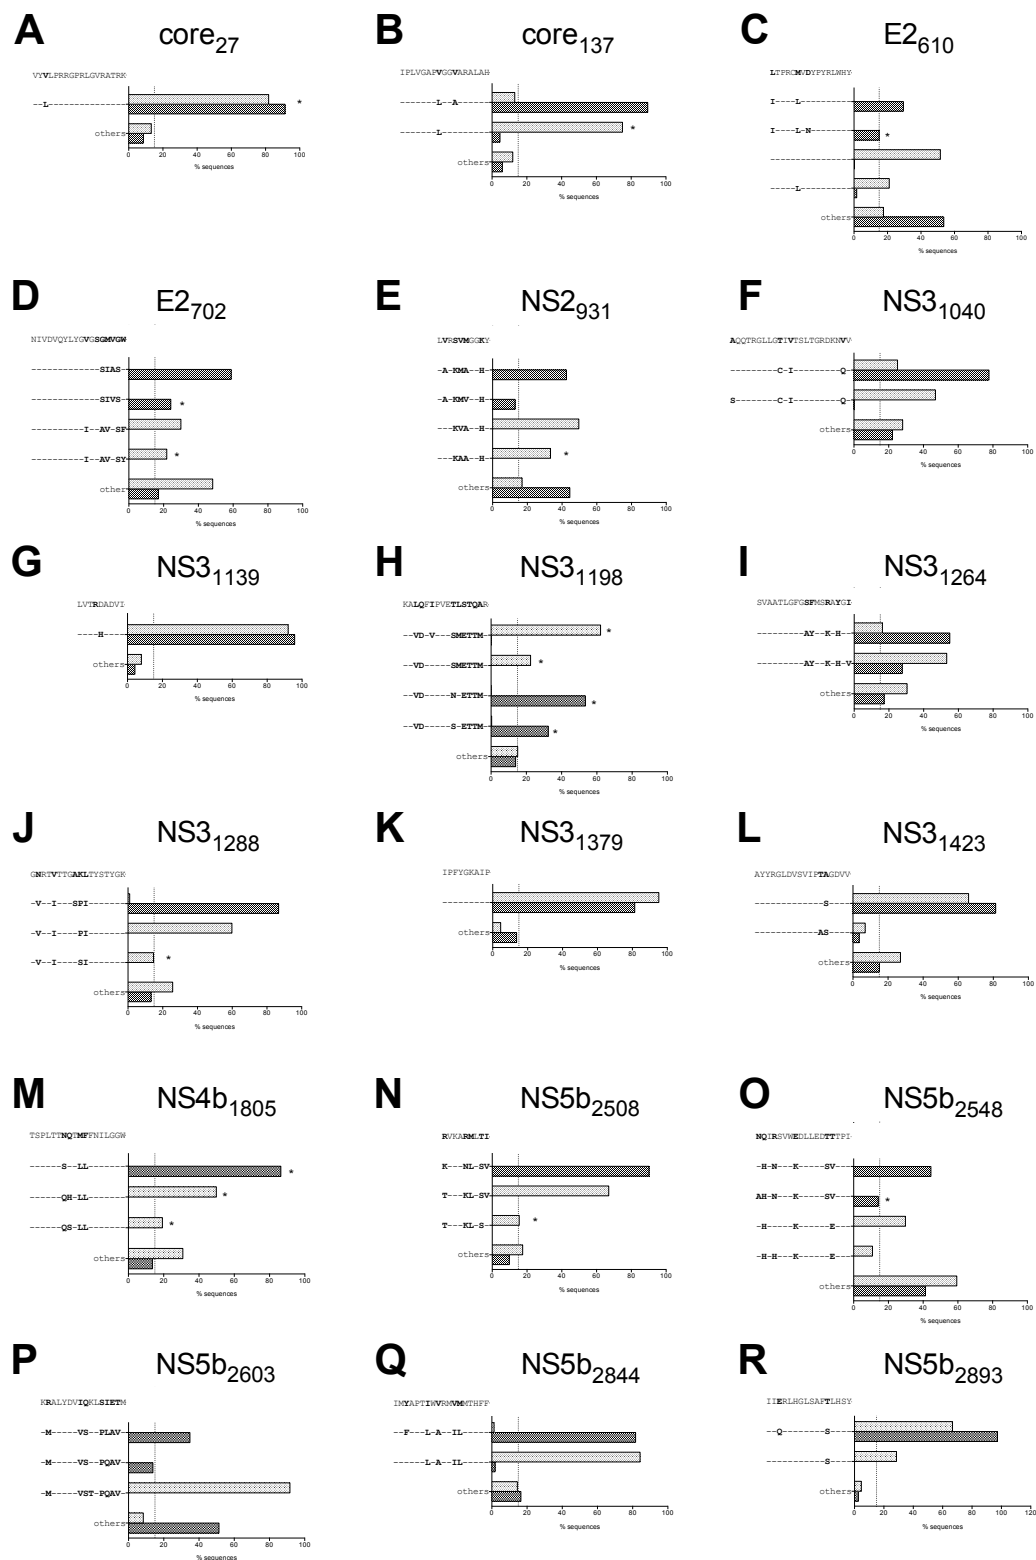 A core27
VYVLPRRGPRLGVRATRK
---L---
*
others
0 20 40 60 80 100
% sequences
B core137
IPLVGAPVGGVARALAH
L A
L
*
others
0 20 40 60 80 100
% sequences
C E2610
LTPRCMVDYPYRLWHY
I L
I L N
*
L
others
0 20 40 60 80 100
% sequences
D E2702
NIVDVQYLYGVGSGMVGW
SIAS
SIVS
*
I AV-SF
I AV-SY
*
other
0 20 40 60 80 100
% sequences
E NS2931
LVRSVMGGKY
-A-KMA--H-
-A-KMV--H-
---KVA--H-
---KAA--H-
*
others
0 20 40 60 80 100
% sequences
F NS31040
AQQTRGLLGTIVTSLTGRDKNVV
C-I Q
S C-I Q
others
0 20 40 60 80 100
% sequences
G NS31139
LVTRDADVI
---H-----
others
0 20 40 60 80 100
% sequences
H NS31198
KALQFIPVETLSTQAR
--VD-V----SMETTM-
*
--VD------SMETTM-
*
--VD------N-ETTM-
*
--VD------S-ETTM-
*
others
0 20 40 60 80 100
% sequences
I NS31264
SVAATLGFGSFMSRAYGI
AY--K-H--
AY--K-H-V
others
0 20 40 60 80 100
% sequences
J NS31288
GNRTVTTGAKLTYSTYGK
-V--I---SPI
-V--I----PI
-V--I----SI
*
others
0 20 40 60 80 100
% sequences
K NS31379
IPFYGKAIP
---------
others
0 20 40 60 80 100
% sequences
L NS31423
AYYRGLDVSVIPTAGDVV
S
AS
others
0 20 40 60 80 100
% sequences
M NS4b1805
TSPLTTNQTMFFNILGGW
S--LL
*
QH-LL
*
QS-LL
*
others
0 20 40 60 80 100
% sequences
N NS5b2508
RVKARMLTI
K---NL-SV
T---KL-SV
T---KL-S-
*
others
0 20 40 60 80 100
% sequences
O NS5b2548
NQIRSVWEDLLEDTTTPI
-H-N---K------SV
AH-N---K------SV
*
-H-----K-------E
-H-H---K-------E
others
0 20 40 60 80 100
% sequences
P NS5b2603
KRALYDVIQKLSIETM
-M-----VS--PLAV-
-M-----VS--PQAV-
-M-----VST-PQAV-
others
0 20 40 60 80 100
% sequences
Q NS5b2844
IMYAPTIWVRMVMMTHFF
--F---L-A--IL
L-A--IL
others
0 20 40 60 80 100
% sequences
R NS5b2893
IIERLHGLSAFTLHSY
--Q--------S
S
others
0 20 40 60 80 100 120
% sequences